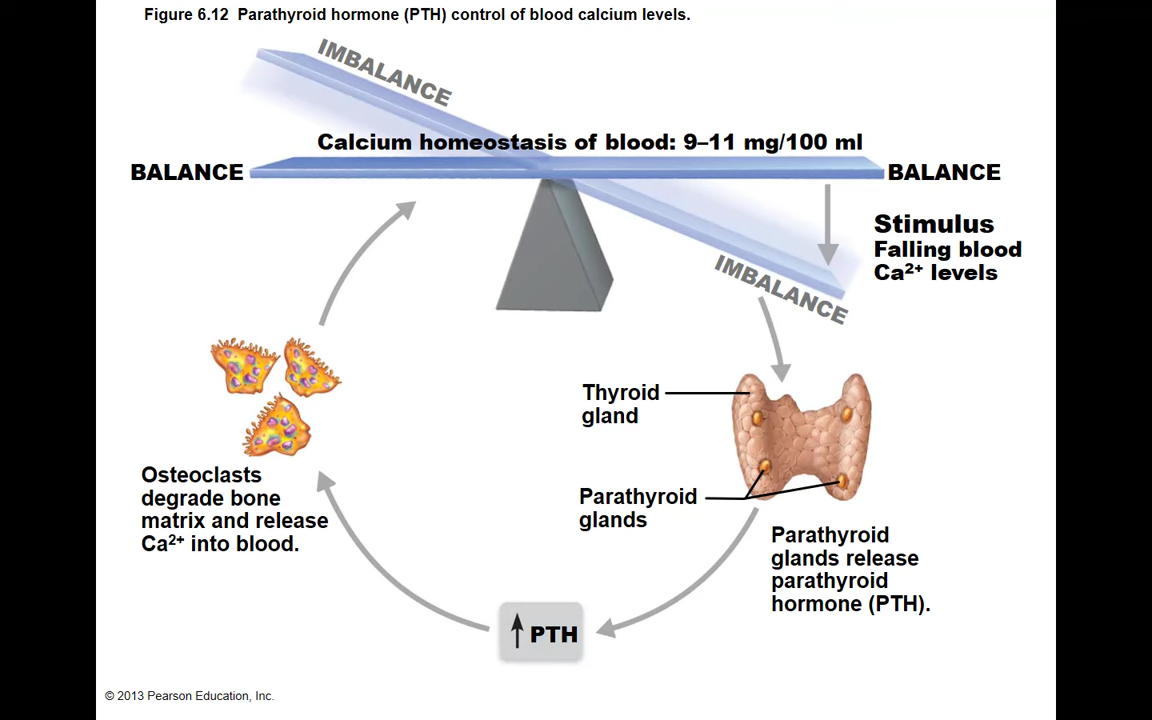 Figure 6.12 Parathyroid hormone (PTH) control of blood calcium levels.
IMBALANCE
Calcium homeostasis of blood: 9–11 mg/100 ml
BALANCE
BALANCE
Stimulus
Falling blood
Ca²⁺ levels
IMBALANCE
Thyroid
gland
Parathyroid
glands
Parathyroid
glands release
parathyroid
hormone (PTH).
Osteoclasts
degrade bone
matrix and release
Ca²⁺ into blood.
PTH
© 2013 Pearson Education, Inc.